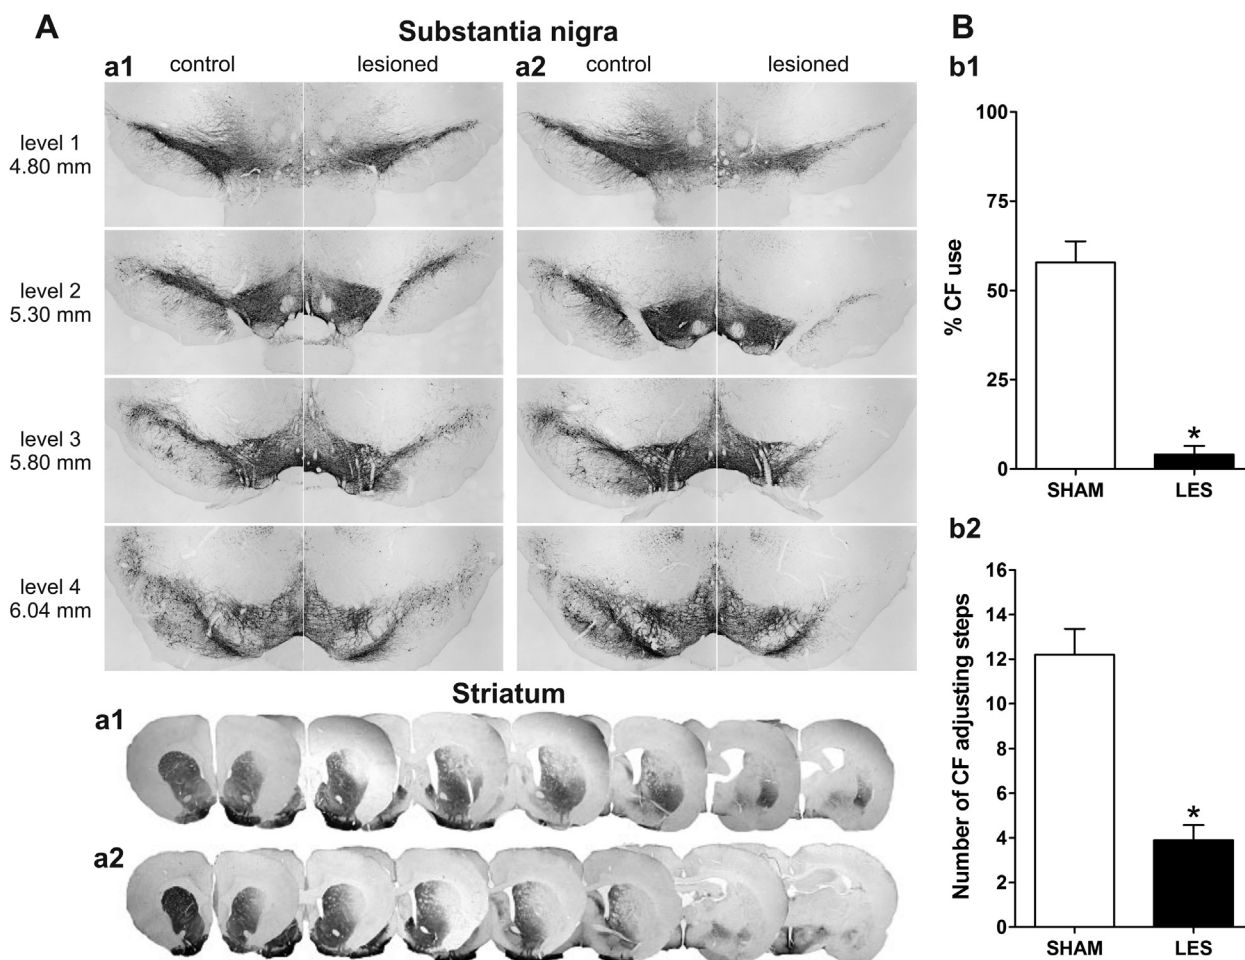 A
Substantia nigra
a1 control lesioned
a2 control lesioned
level 1
4.80 mm
level 2
5.30 mm
level 3
5.80 mm
level 4
6.04 mm
Striatum
a1
a2
B
b1
% CF use
100
75
50
25
0
*
SHAM LES
b2
Number of CF adjusting steps
16
14
12
10
8
6
4
2
0
*
SHAM LES